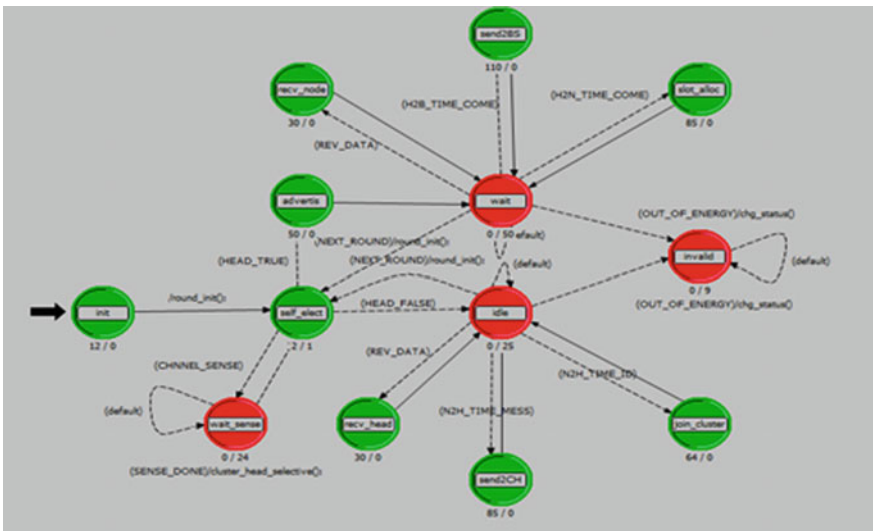 send2BS
110 / 0
recv_node
30 / 0
(H2B_TIME_COME)
(H2N_TIME_COME)
slot_alloc
85 / 0
(REV_DATA)
advertis
50 / 0
wait
0 / 50
efault)
(OUT_OF_ENERGY)/chg_status()
(NEXT_ROUND)/round_init():
(HEAD_TRUE)
(NEXT_ROUND)/round_init():
(default)
invalid
0 / 9
(default)
/round_init():
(HEAD_FALSE)
(OUT_OF_ENERGY)/chg_status()
init
12 / 0
self_elect
2 / 1
idle
0 / 25
(CHNNEL_SENSE)
(REV_DATA)
(N2H_TIME_ID)
(default)
wait_sense
0 / 24
recv_head
30 / 0
(N2H_TIME_MESS)
join_cluster
64 / 0
(SENSE_DONE)/cluster_head_selective():
send2CH
85 / 0